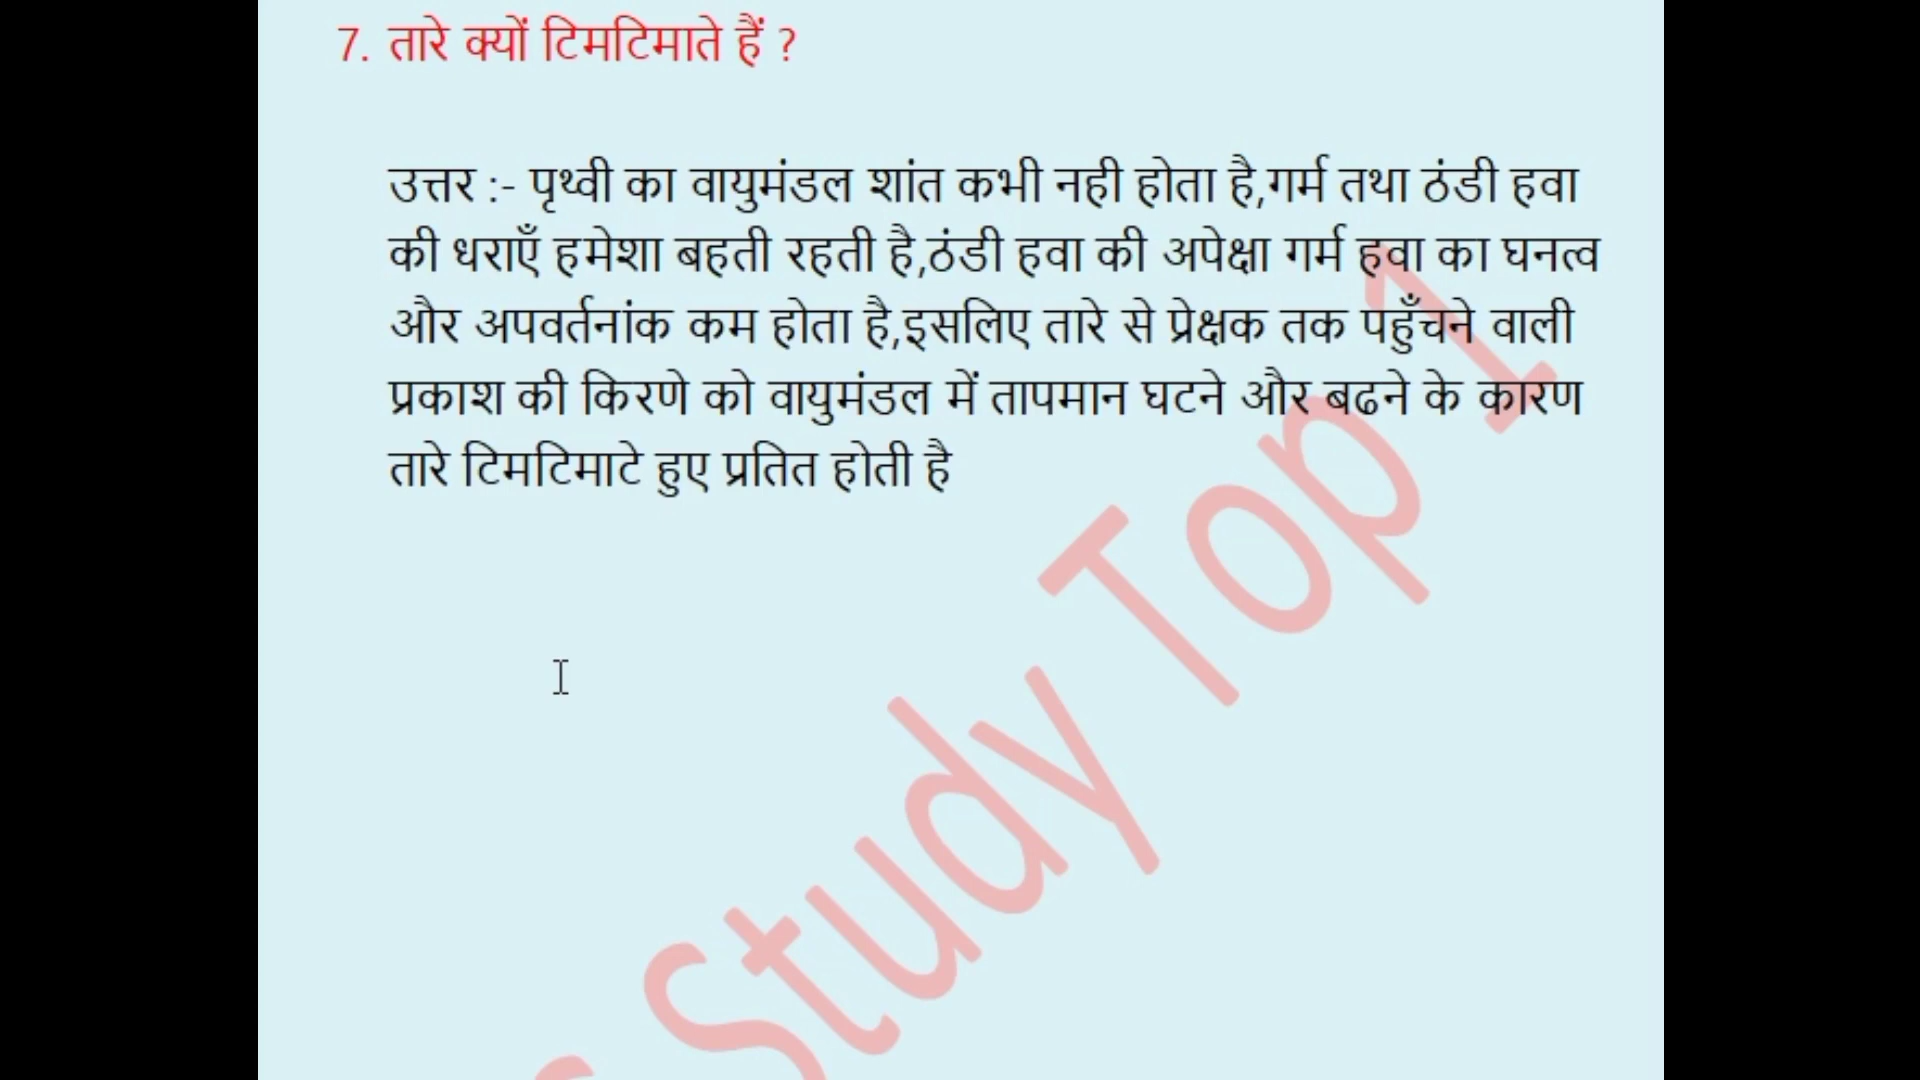 7. तारे क्यों टिमटिमाते हैं ?
उत्तर :- पृथ्वी का वायुमंडल शांत कभी नही होता है,गर्म तथा ठंडी हवा
की धराएँ हमेशा बहती रहती है,ठंडी हवा की अपेक्षा गर्म हवा का घनत्व
और अपवर्तनांक कम होता है,इसलिए तारे से प्रेक्षक तक पहुँचने वाली
प्रकाश की किरणे को वायुमंडल में तापमान घटने और बढने के कारण
तारे टिमटिमाटे हुए प्रतित होती है
Study Top 1